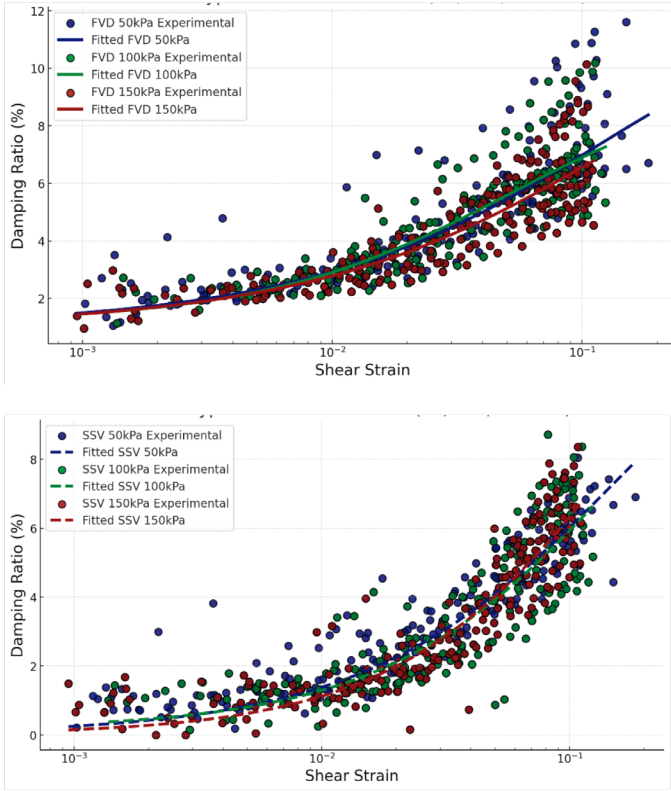 12
10
8
6
4
2
Damping Ratio (%)
FVD 50kPa Experimental
Fitted FVD 50kPa
FVD 100kPa Experimental
Fitted FVD 100kPa
FVD 150kPa Experimental
Fitted FVD 150kPa
10⁻³ 10⁻² 10⁻¹
Shear Strain
8
6
4
2
0
Damping Ratio (%)
SSV 50kPa Experimental
Fitted SSV 50kPa
SSV 100kPa Experimental
Fitted SSV 100kPa
SSV 150kPa Experimental
Fitted SSV 150kPa
10⁻³ 10⁻² 10⁻¹
Shear Strain